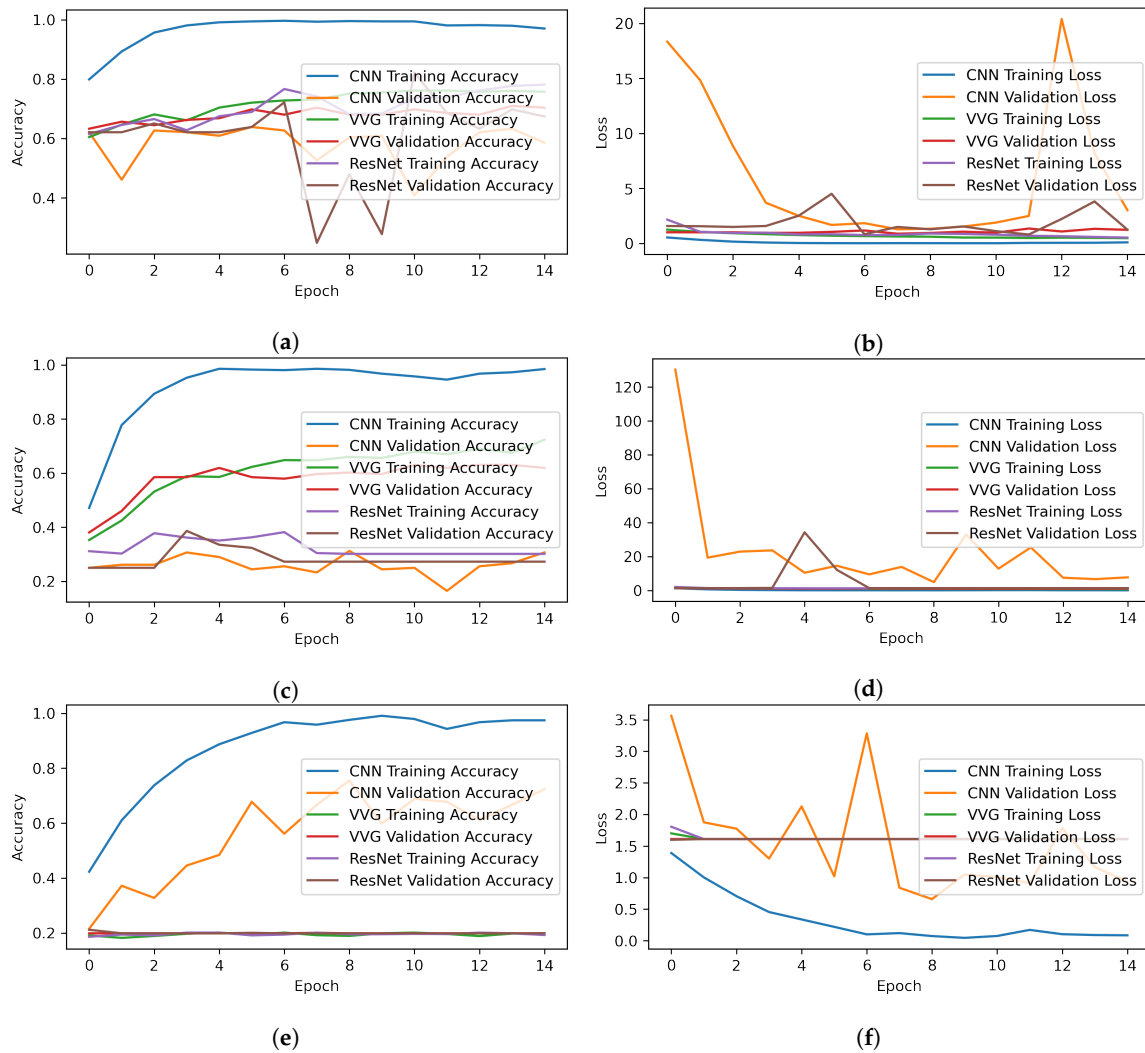 1.0
0.8
0.6
0.4
Accuracy
0 2 4 6 8 10 12 14
Epoch
CNN Training Accuracy
CNN Validation Accuracy
VVG Training Accuracy
VVG Validation Accuracy
ResNet Training Accuracy
ResNet Validation Accuracy
(a)
20
15
10
5
0
Loss
0 2 4 6 8 10 12 14
Epoch
CNN Training Loss
CNN Validation Loss
VVG Training Loss
VVG Validation Loss
ResNet Training Loss
ResNet Validation Loss
(b)
1.0
0.8
0.6
0.4
0.2
Accuracy
0 2 4 6 8 10 12 14
Epoch
CNN Training Accuracy
CNN Validation Accuracy
VVG Training Accuracy
VVG Validation Accuracy
ResNet Training Accuracy
ResNet Validation Accuracy
(c)
120
100
80
60
40
20
0
Loss
0 2 4 6 8 10 12 14
Epoch
CNN Training Loss
CNN Validation Loss
VVG Training Loss
VVG Validation Loss
ResNet Training Loss
ResNet Validation Loss
(d)
1.0
0.8
0.6
0.4
0.2
Accuracy
0 2 4 6 8 10 12 14
Epoch
CNN Training Accuracy
CNN Validation Accuracy
VVG Training Accuracy
VVG Validation Accuracy
ResNet Training Accuracy
ResNet Validation Accuracy
(e)
3.5
3.0
2.5
2.0
1.5
1.0
0.5
0.0
Loss
0 2 4 6 8 10 12 14
Epoch
CNN Training Loss
CNN Validation Loss
VVG Training Loss
VVG Validation Loss
ResNet Training Loss
ResNet Validation Loss
(f)